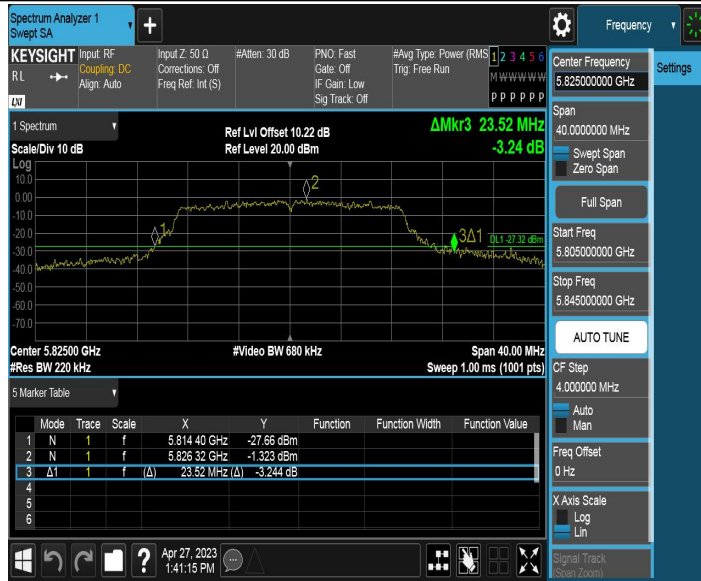 Spectrum Analyzer 1
Swept SA
Frequency
KEYSIGHT
R L
LXI
Input: RF
Coupling: DC
Align: Auto
Input Z: 50 Ω
Corrections: Off
Freq Ref: Int (S)
#Atten: 30 dB
PNO: Fast
Gate: Off
IF Gain: Low
Sig Track: Off
#Avg Type: Power (RMS
Trig: Free Run
1 2 3 4 5 6
M W W W W W
P P P P P P
Center Frequency
5.825000000 GHz
Settings
Span
40.0000000 MHz
Swept Span
Zero Span
Full Span
Start Freq
5.805000000 GHz
Stop Freq
5.845000000 GHz
AUTO TUNE
CF Step
4.000000 MHz
Auto
Man
Freq Offset
0 Hz
X Axis Scale
Log
Lin
Signal Track
(Span Zoom)
1 Spectrum
Scale/Div 10 dB
Ref Lvl Offset 10.22 dB
Ref Level 20.00 dBm
ΔMkr3 23.52 MHz
-3.24 dB
Log
10.0
0.00
-10.0
-20.0
-30.0
-40.0
-50.0
-60.0
-70.0
1
2
3Δ1
DL1 -27.32 dBm
Center 5.82500 GHz
#Video BW 680 kHz
Span 40.00 MHz
#Res BW 220 kHz
Sweep 1.00 ms (1001 pts)
5 Marker Table
Mode Trace Scale X Y Function Function Width Function Value
1 N 1 f 5.814 40 GHz -27.66 dBm
2 N 1 f 5.826 32 GHz -1.323 dBm
3 Δ1 1 f (Δ) 23.52 MHz (Δ) -3.244 dB
4
5
6
?
Apr 27, 2023
1:41:15 PM